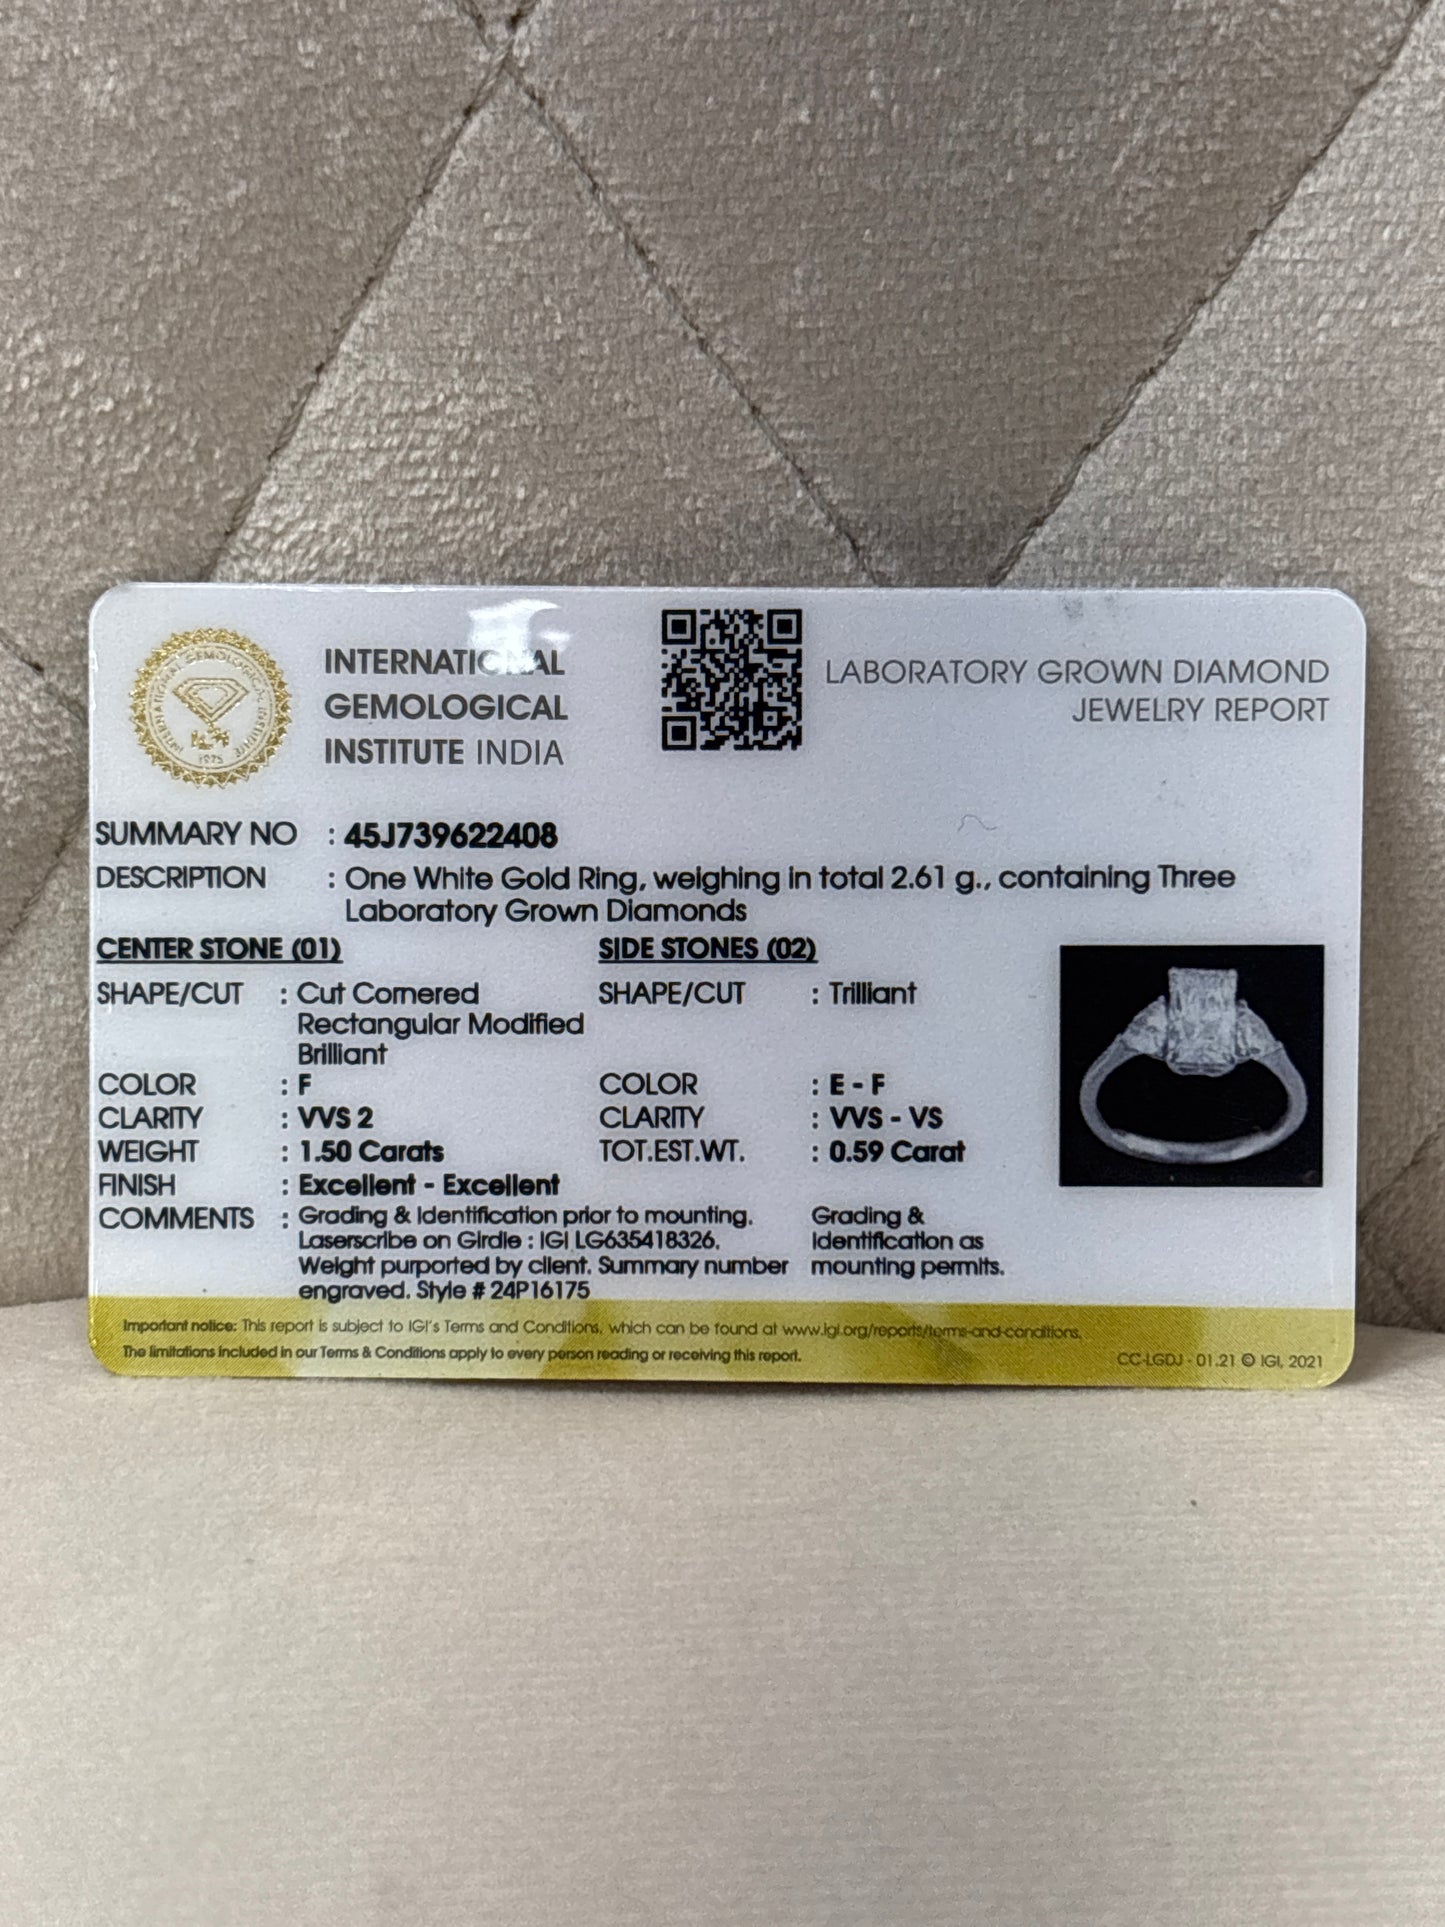 INTERNATIONAL GEMOLOGICAL INSTITUTE
1975
INTERNATIONAL
GEMOLOGICAL
INSTITUTE INDIA
LABORATORY GROWN DIAMOND
JEWELRY REPORT
SUMMARY NO : 45J739622408
DESCRIPTION : One White Gold Ring, weighing in total 2.61 g., containing Three
Laboratory Grown Diamonds
CENTER STONE (01) SIDE STONES (02)
SHAPE/CUT : Cut Cornered SHAPE/CUT : Trilliant
Rectangular Modified
Brilliant
COLOR : F COLOR : E - F
CLARITY : VVS 2 CLARITY : VVS - VS
WEIGHT : 1.50 Carats TOT.EST.WT. : 0.59 Carat
FINISH : Excellent - Excellent
COMMENTS : Grading & Identification prior to mounting. Grading &
Laserscribe on Girdle : IGI LG635418326. Identification as
Weight purported by client. Summary number mounting permits.
engraved. Style # 24P16175
Important notice: This report is subject to IGI's Terms and Conditions, which can be found at www.igi.org/reports/terms-and-conditions.
The limitations included in our Terms & Conditions apply to every person reading or receiving this report.
CC-LGDJ - 01.21 © IGI, 2021